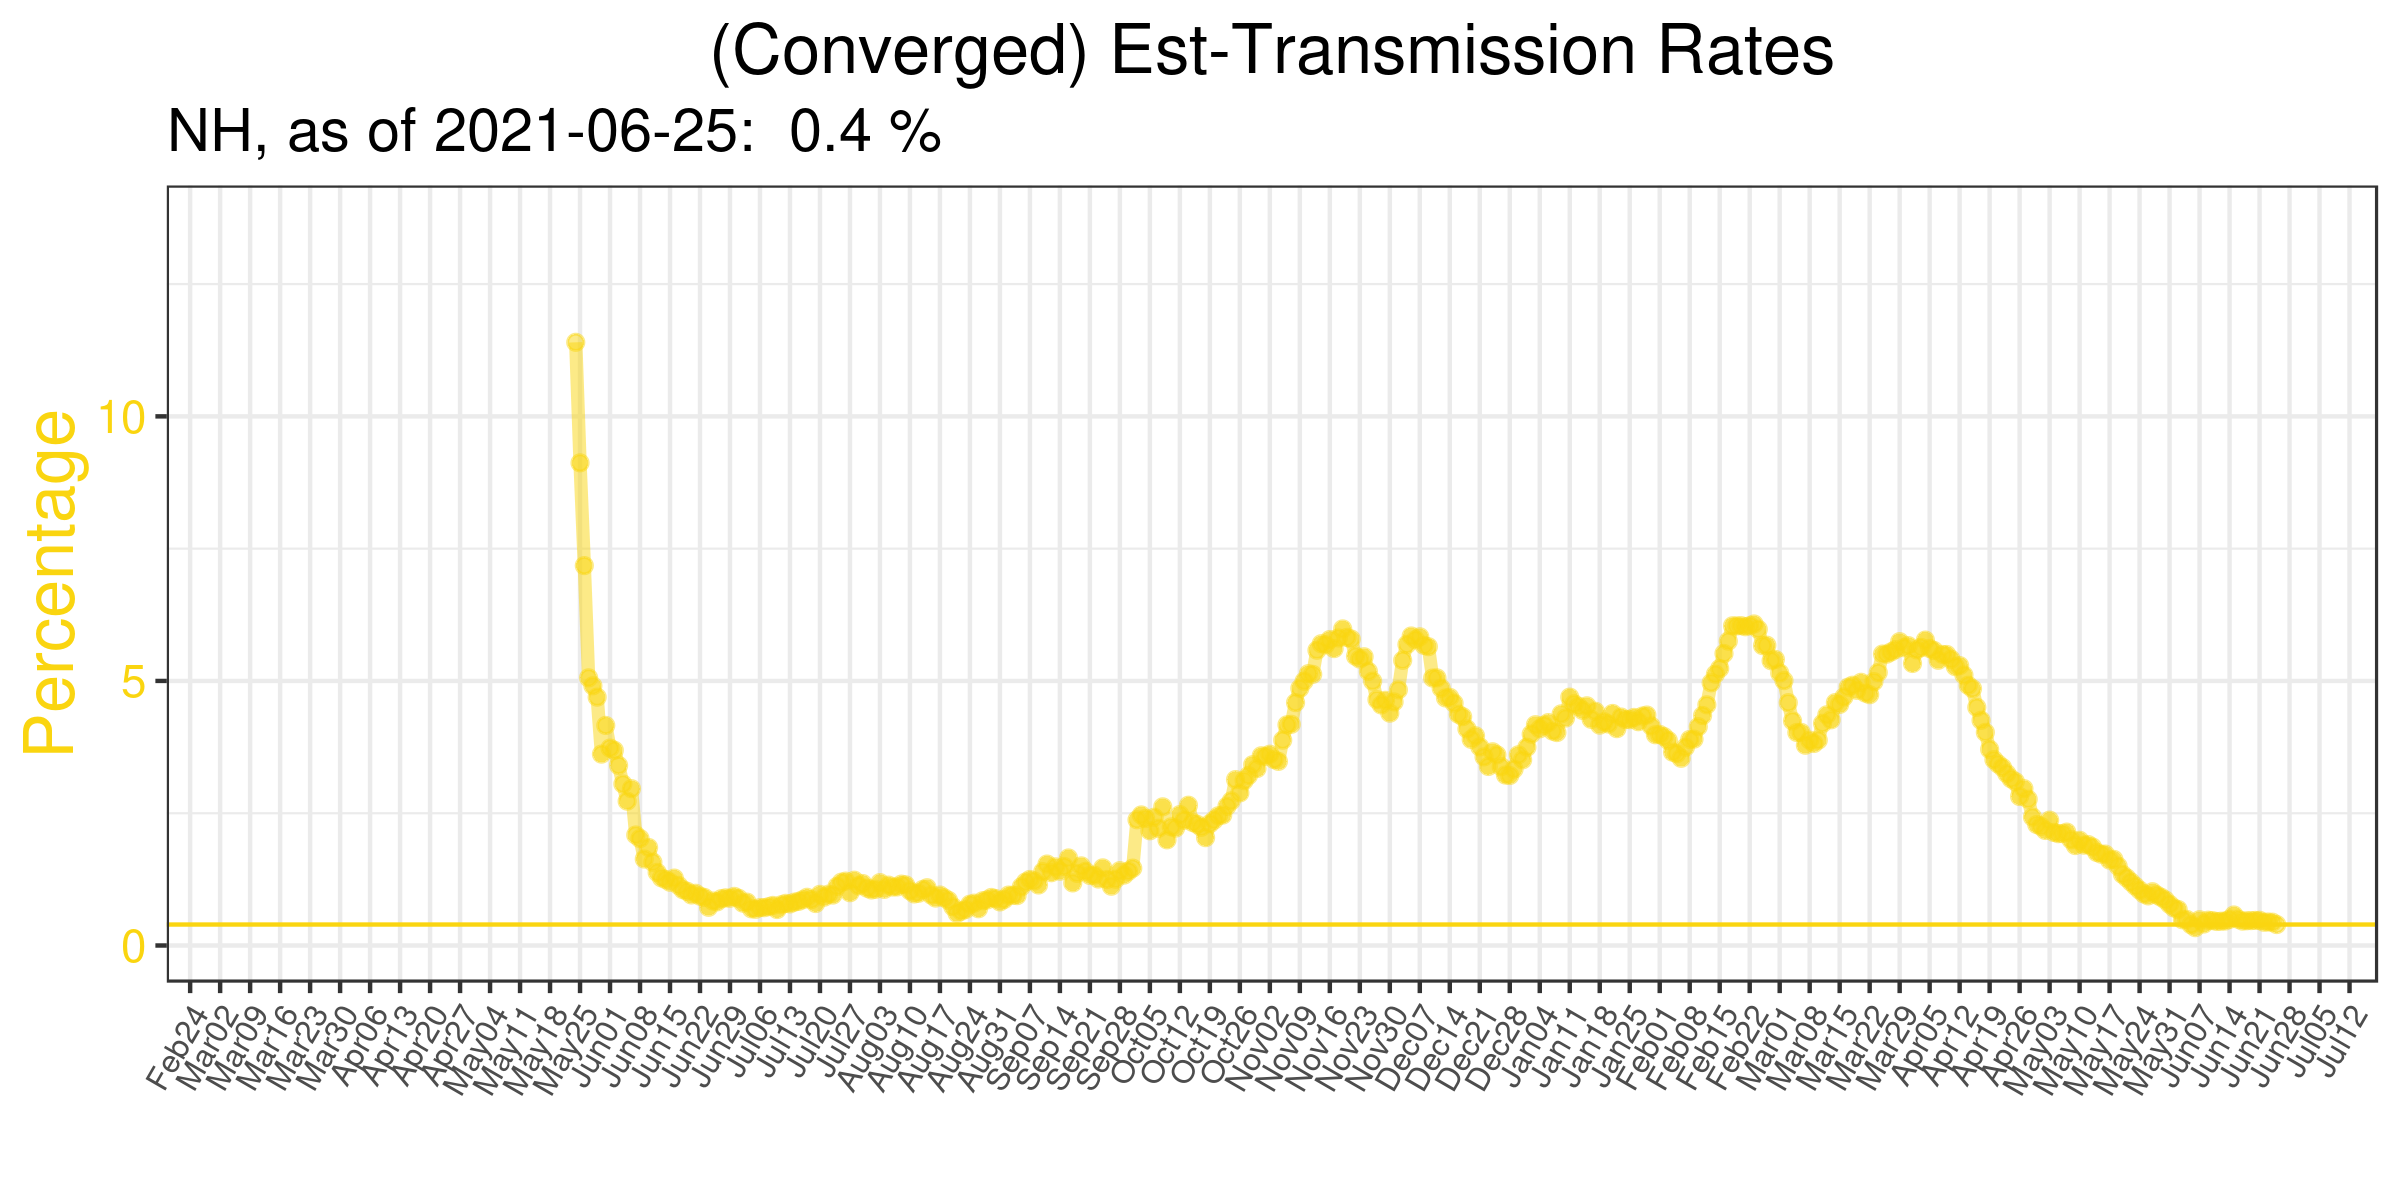 (Converged) Est-Transmission Rates
NH, as of 2021-06-25:  0.4 %
Percentage
10
5
0
Feb24
Mar02
Mar09
Mar16
Mar23
Mar30
Apr06
Apr13
Apr20
Apr27
May04
May11
May18
May25
Jun01
Jun08
Jun15
Jun22
Jun29
Jul06
Jul13
Jul20
Jul27
Aug03
Aug10
Aug17
Aug24
Aug31
Sep07
Sep14
Sep21
Sep28
Oct05
Oct12
Oct19
Oct26
Nov02
Nov09
Nov16
Nov23
Nov30
Dec07
Dec14
Dec21
Dec28
Jan04
Jan11
Jan18
Jan25
Feb01
Feb08
Feb15
Feb22
Mar01
Mar08
Mar15
Mar22
Mar29
Apr05
Apr12
Apr19
Apr26
May03
May10
May17
May24
May31
Jun07
Jun14
Jun21
Jun28
Jul05
Jul12